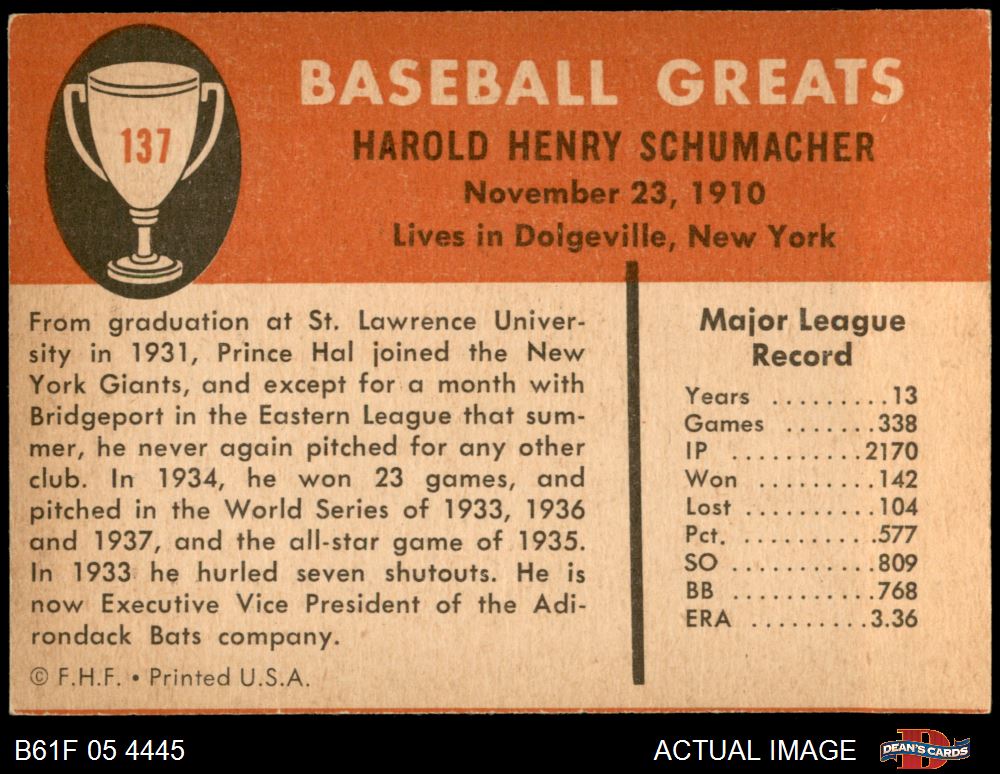 137
BASEBALL GREATS
HAROLD HENRY SCHUMACHER
November 23, 1910
Lives in Dolgeville, New York
From graduation at St. Lawrence Univer-
sity in 1931, Prince Hal joined the New
York Giants, and except for a month with
Bridgeport in the Eastern League that sum-
mer, he never again pitched for any other
club. In 1934, he won 23 games, and
pitched in the World Series of 1933, 1936
and 1937, and the all-star game of 1935.
In 1933 he hurled seven shutouts. He is
now Executive Vice President of the Adi-
rondack Bats company.
© F.H.F. • Printed U.S.A.
Major League
Record
Years .........13
Games .......338
IP ..........2170
Won .........142
Lost ..........104
Pct. ..........577
SO ...........809
BB ...........768
ERA .........3.36
B61F 05 4445
ACTUAL IMAGE
D
DEAN'S CARDS